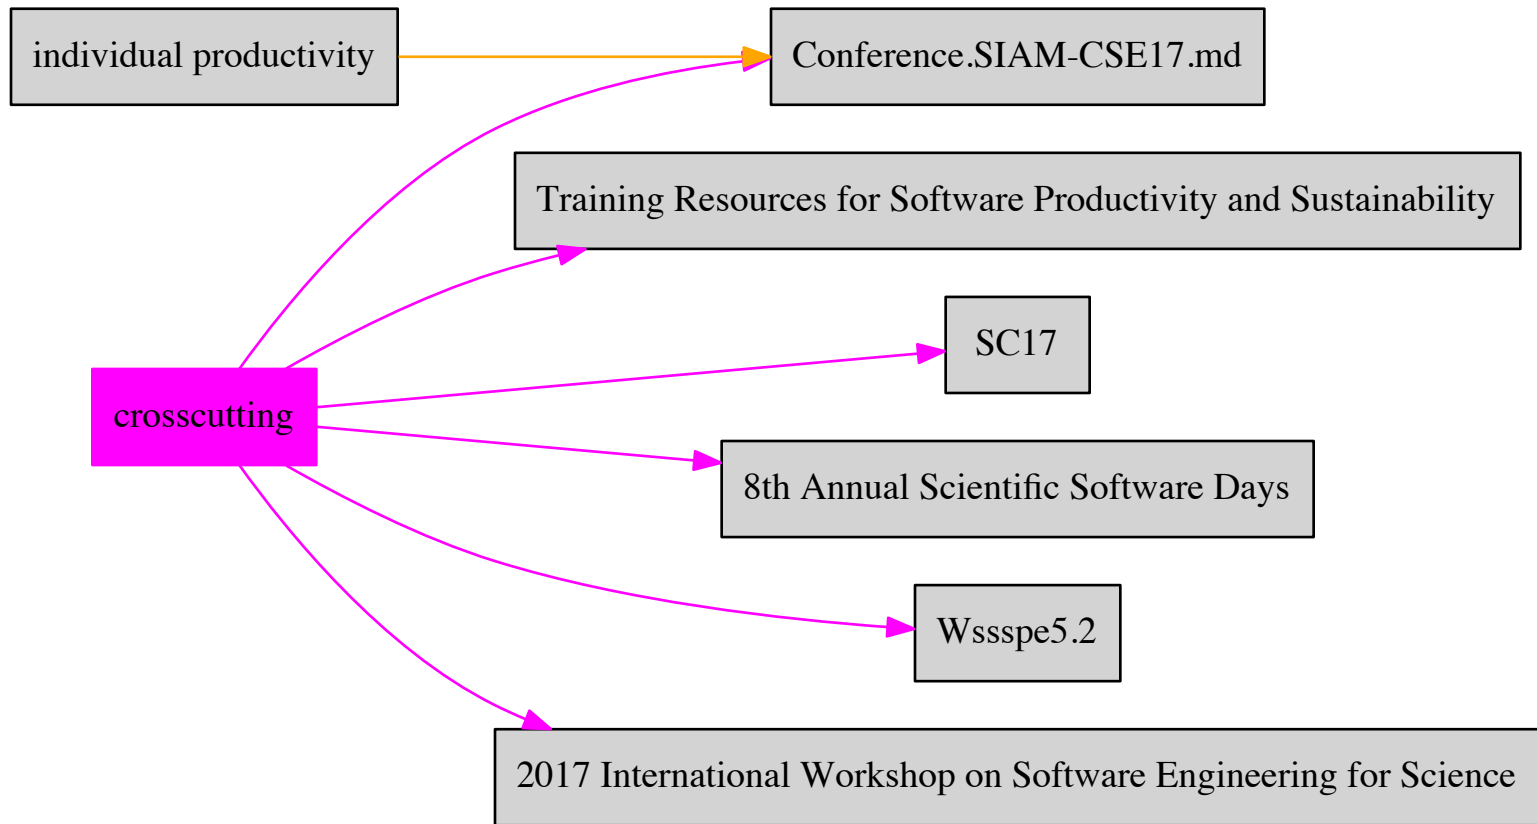 individual productivity
Conference.SIAM-CSE17.md
Training Resources for Software Productivity and Sustainability
SC17
crosscutting
8th Annual Scientific Software Days
Wssspe5.2
2017 International Workshop on Software Engineering for Science